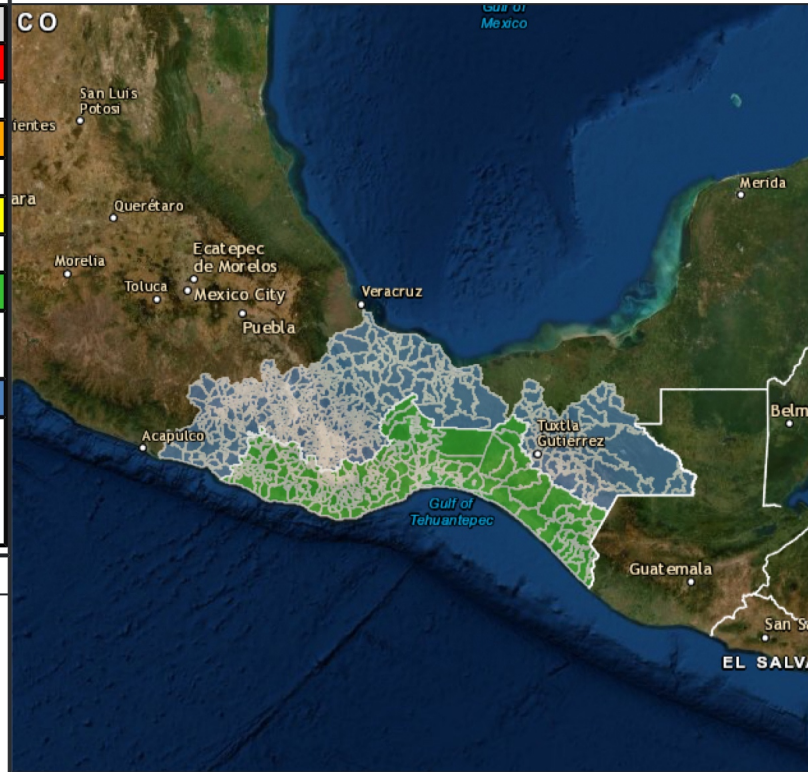 CO
Gulf of
Mexico
San Luis
Potosi
ientes
ara
Merida
Querétaro
Morelia
Ecatepec
de Morelos
Toluca
Mexico City
Veracruz
Puebla
Belm
Acapulco
Tuxtla
Gutierrez
Gulf of
Tehuantepec
Guatemala
San Sa
EL SALVA